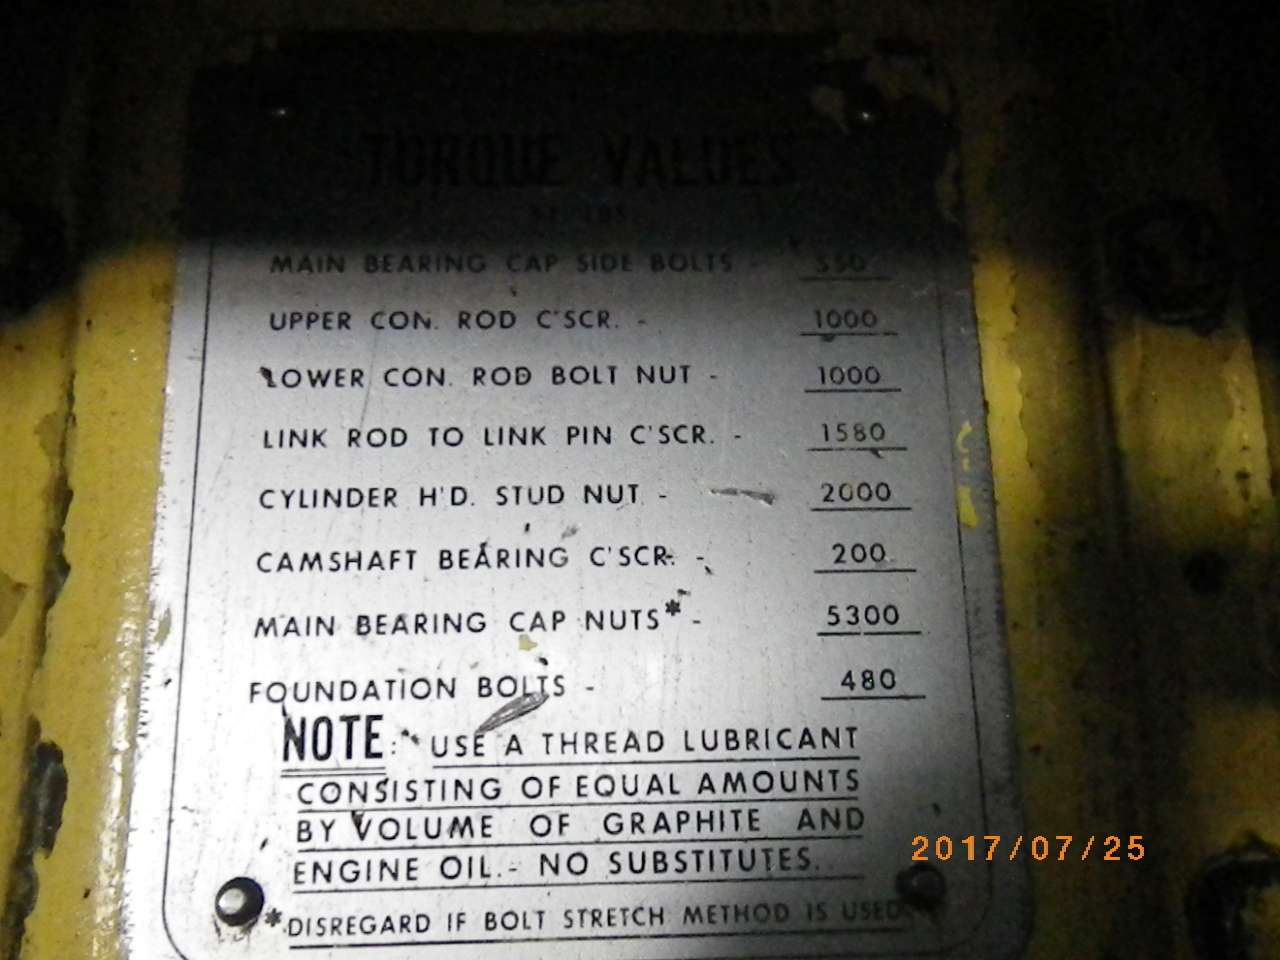 TORQUE VALUES
FT. LBS.
MAIN BEARING CAP SIDE BOLTS - 550
UPPER CON. ROD C'SCR. - 1000
LOWER CON. ROD BOLT NUT - 1000
LINK ROD TO LINK PIN C'SCR. - 1580
CYLINDER H'D. STUD NUT - 2000
CAMSHAFT BEARING C'SCR. - 200
MAIN BEARING CAP NUTS* - 5300
FOUNDATION BOLTS - 480
NOTE: USE A THREAD LUBRICANT
CONSISTING OF EQUAL AMOUNTS
BY VOLUME OF GRAPHITE AND
ENGINE OIL.- NO SUBSTITUTES.
*DISREGARD IF BOLT STRETCH METHOD IS USED
2017/07/25